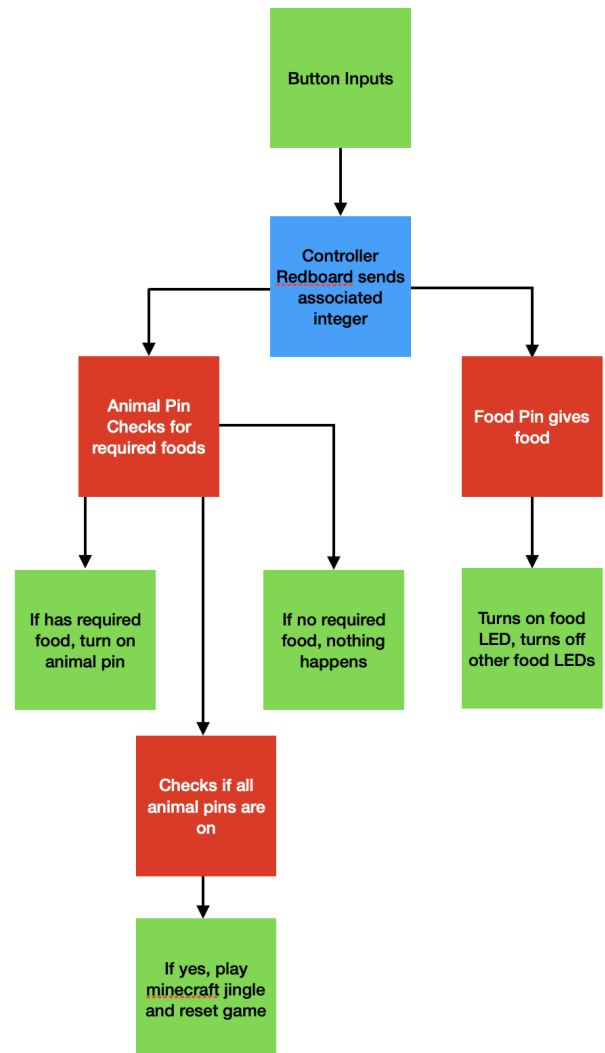 Button Inputs
Controller
Redboard sends
associated
integer
Animal Pin
Checks for
required foods
Food Pin gives
food
If has required
food, turn on
animal pin
If no required
food, nothing
happens
Turns on food
LED, turns off
other food LEDs
Checks if all
animal pins are
on
If yes, play
minecraft jingle
and reset game